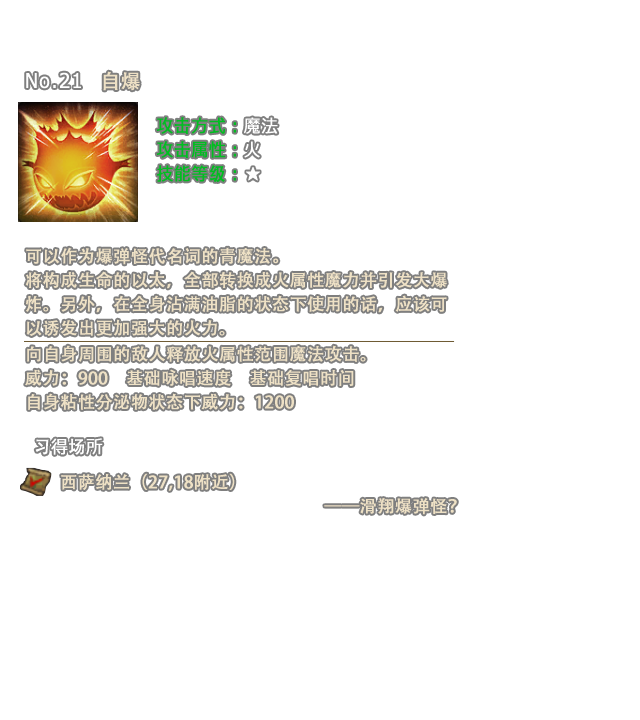 No.21 自爆
攻击方式：魔法
攻击属性：火
技能等级：★
可以作为爆弹怪代名词的青魔法。
将构成生命的以太，全部转换成火属性魔力并引发大爆
炸。另外，在全身沾满油脂的状态下使用的话，应该可
以诱发出更加强大的火力。
向自身周围的敌人释放火属性范围魔法攻击。
威力：900 基础咏唱速度 基础复唱时间
自身粘性分泌物状态下威力：1200
习得场所
西萨纳兰（27,18附近）
——滑翔爆弹怪?